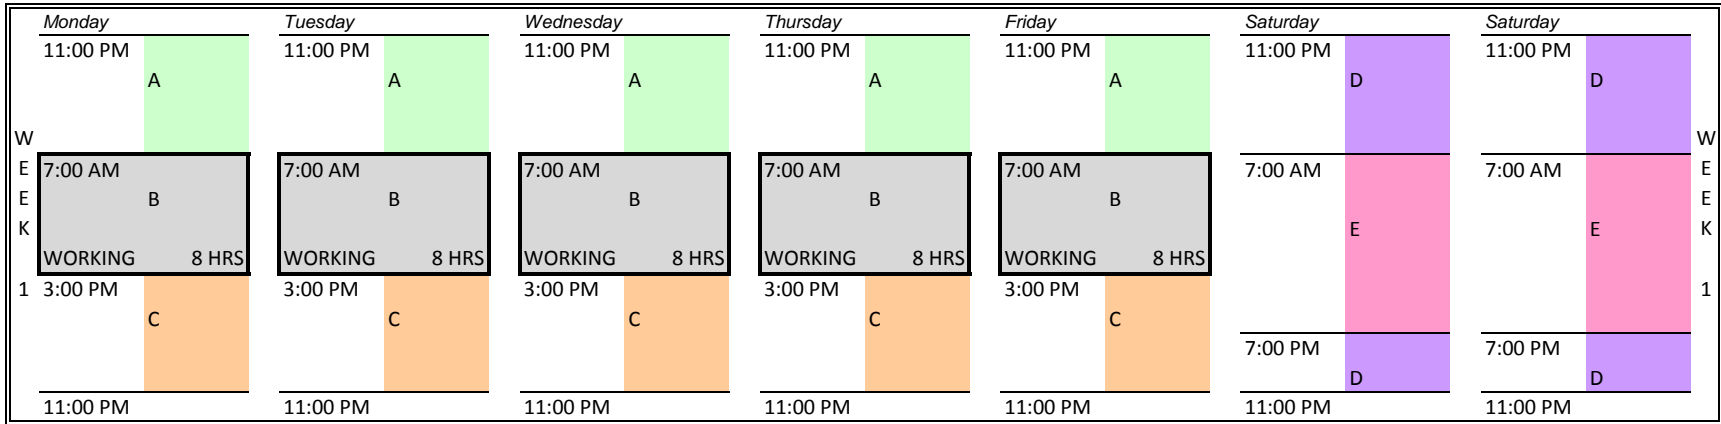 Monday Tuesday Wednesday Thursday Friday Saturday Saturday
11:00 PM 11:00 PM 11:00 PM 11:00 PM 11:00 PM 11:00 PM 11:00 PM
A A A A A D D
W W
E 7:00 AM 7:00 AM 7:00 AM 7:00 AM 7:00 AM 7:00 AM 7:00 AM E
E B B B B B E
K E E K
WORKING 8 HRS WORKING 8 HRS WORKING 8 HRS WORKING 8 HRS WORKING 8 HRS
1 3:00 PM 3:00 PM 3:00 PM 3:00 PM 3:00 PM 1
C C C C C
7:00 PM 7:00 PM
D D
11:00 PM 11:00 PM 11:00 PM 11:00 PM 11:00 PM 11:00 PM 11:00 PM